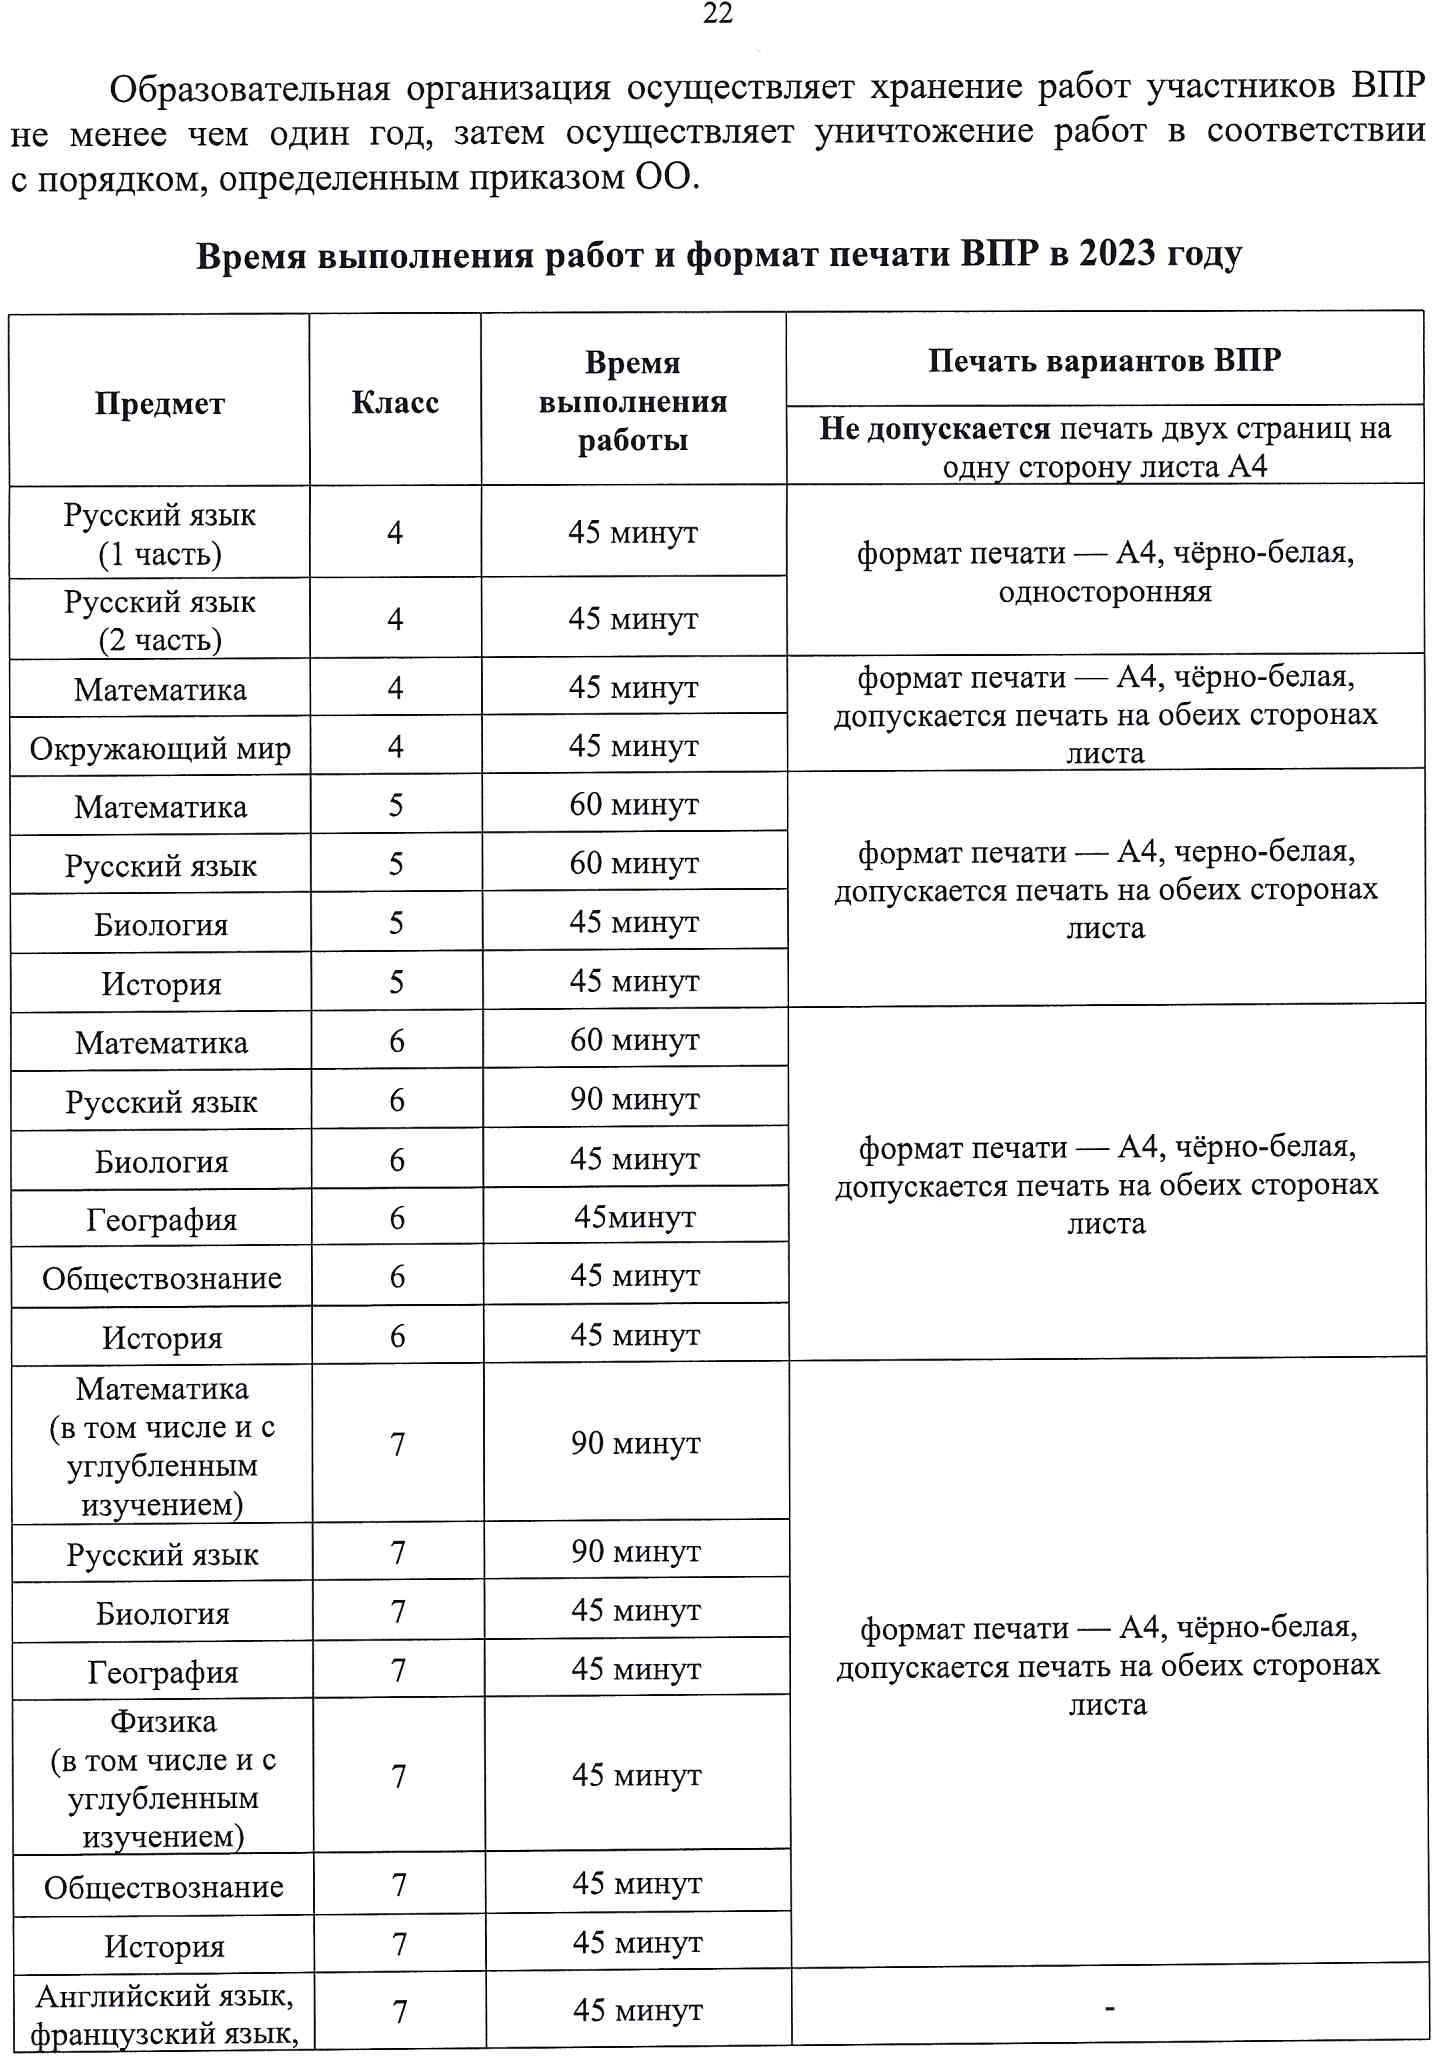 22
Образовательная организация осуществляет хранение работ участников ВПР
не менее чем один год, затем осуществляет уничтожение работ в соответствии
с порядком, определенным приказом ОО.
Время выполнения работ и формат печати ВПР в 2023 году
Предмет
Класс
Время
выполнения
работы
Печать вариантов ВПР
Не допускается печать двух страниц на
одну сторону листа А4
Русский язык
(1 часть)
4
45 минут
формат печати — А4, чёрно-белая,
односторонняя
Русский язык
(2 часть)
4
45 минут
Математика
4
45 минут
формат печати — А4, чёрно-белая,
допускается печать на обеих сторонах
листа
Окружающий мир
4
45 минут
Математика
5
60 минут
формат печати — А4, черно-белая,
допускается печать на обеих сторонах
листа
Русский язык
5
60 минут
Биология
5
45 минут
История
5
45 минут
Математика
6
60 минут
формат печати — А4, чёрно-белая,
допускается печать на обеих сторонах
листа
Русский язык
6
90 минут
Биология
6
45 минут
География
6
45минут
Обществознание
6
45 минут
История
6
45 минут
Математика
(в том числе и с
углубленным
изучением)
7
90 минут
формат печати — А4, чёрно-белая,
допускается печать на обеих сторонах
листа
Русский язык
7
90 минут
Биология
7
45 минут
География
7
45 минут
Физика
(в том числе и с
углубленным
изучением)
7
45 минут
Обществознание
7
45 минут
История
7
45 минут
Английский язык,
французский язык,
7
45 минут
-